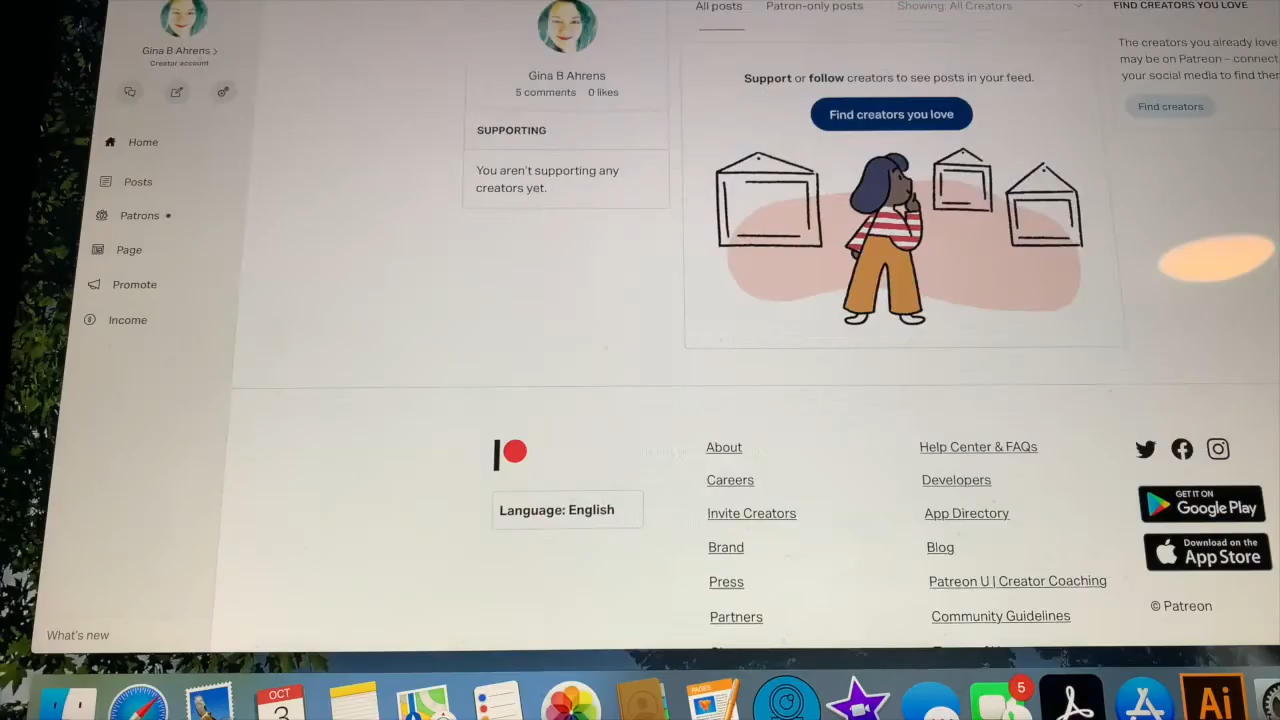 Gina B Ahrens
Creator account
Home
Posts
Patrons
Page
Promote
Income
What's new
Gina B Ahrens
5 comments 0 likes
SUPPORTING
You aren't supporting any
creators yet.
All posts Patron-only posts Showing: All Creators
Support or follow creators to see posts in your feed.
Find creators you love
FIND CREATORS YOU LOVE
The creators you already love
may be on Patreon – connect
your social media to find them
Find creators
Language: English
About
Careers
Invite Creators
Brand
Press
Partners
Help Center & FAQs
Developers
App Directory
Blog
Patreon U | Creator Coaching
Community Guidelines
GET IT ON
Google Play
Download on the
App Store
© Patreon
OCT
3
PAGES
5
Ai